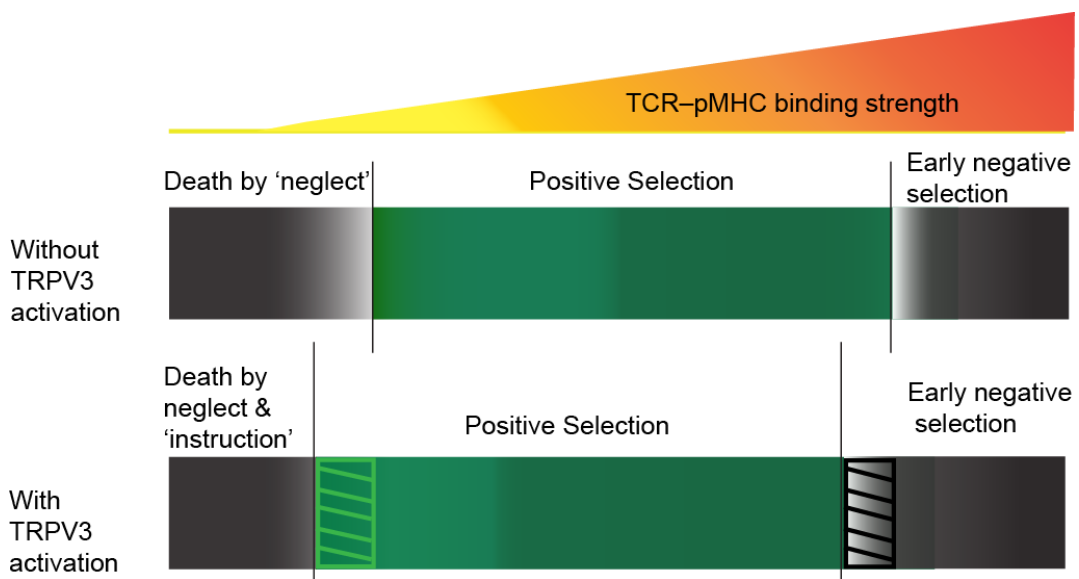 TCR–pMHC binding strength
Death by ‘neglect’
Positive Selection
Early negative
selection
Without
TRPV3
activation
Death by
neglect &
‘instruction’
Positive Selection
Early negative
selection
With
TRPV3
activation